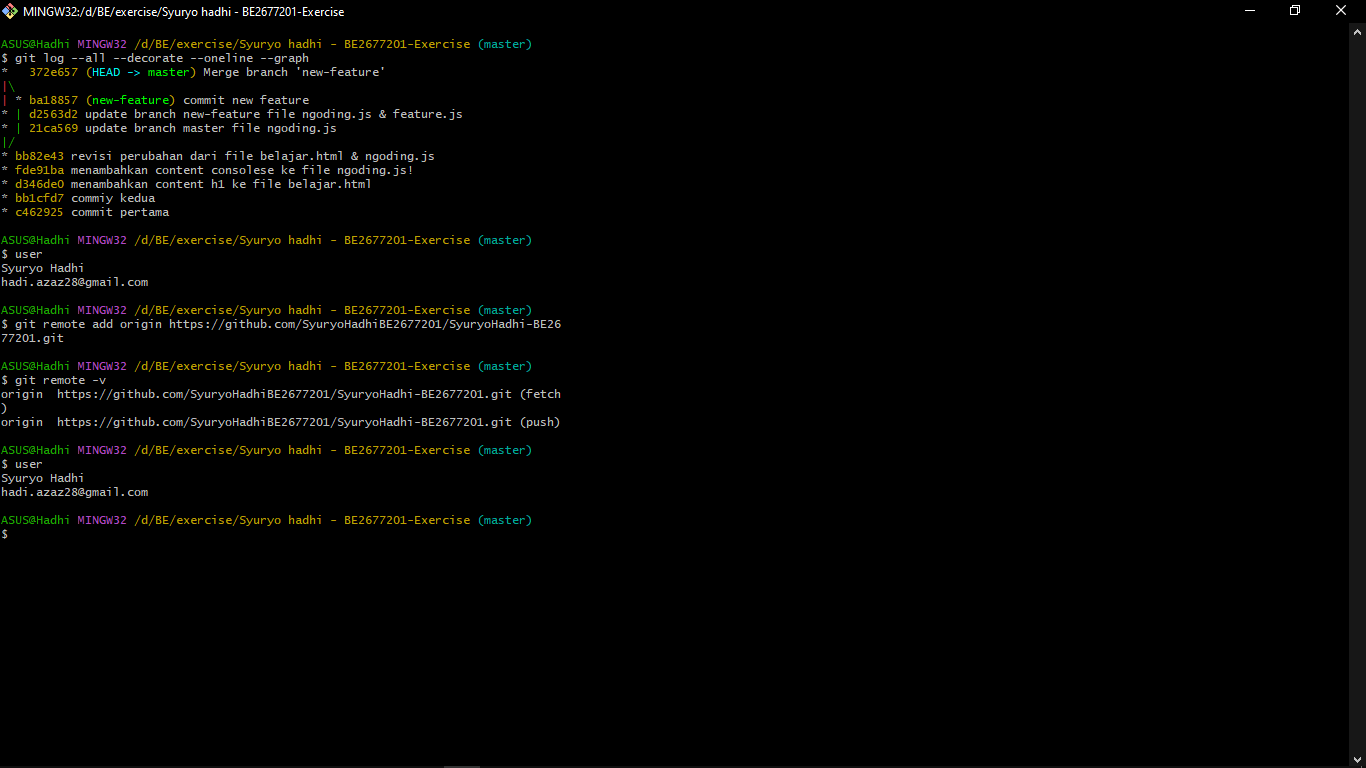 MINGW32:/d/BE/exercise/Syuryo hadhi - BE2677201-Exercise
ASUS@Hadhi MINGW32 /d/BE/exercise/Syuryo hadhi - BE2677201-Exercise (master)
$ git log --all --decorate --oneline --graph
*   372e657 (HEAD -> master) Merge branch 'new-feature'
|\
| * ba18857 (new-feature) commit new feature
* | d2563d2 update branch new-feature file ngoding.js & feature.js
* | 21ca569 update branch master file ngoding.js
|/
* bb82e43 revisi perubahan dari file belajar.html & ngoding.js
* fde91ba menambahkan content consolese ke file ngoding.js!
* d346de0 menambahkan content h1 ke file belajar.html
* bb1cfd7 commiy kedua
* c462925 commit pertama
ASUS@Hadhi MINGW32 /d/BE/exercise/Syuryo hadhi - BE2677201-Exercise (master)
$ user
Syuryo Hadhi
hadi.azaz28@gmail.com
ASUS@Hadhi MINGW32 /d/BE/exercise/Syuryo hadhi - BE2677201-Exercise (master)
$ git remote add origin https://github.com/SyuryoHadhiBE2677201/SyuryoHadhi-BE26
77201.git
ASUS@Hadhi MINGW32 /d/BE/exercise/Syuryo hadhi - BE2677201-Exercise (master)
$ git remote -v
origin  https://github.com/SyuryoHadhiBE2677201/SyuryoHadhi-BE2677201.git (fetch
)
origin  https://github.com/SyuryoHadhiBE2677201/SyuryoHadhi-BE2677201.git (push)
ASUS@Hadhi MINGW32 /d/BE/exercise/Syuryo hadhi - BE2677201-Exercise (master)
$ user
Syuryo Hadhi
hadi.azaz28@gmail.com
ASUS@Hadhi MINGW32 /d/BE/exercise/Syuryo hadhi - BE2677201-Exercise (master)
$